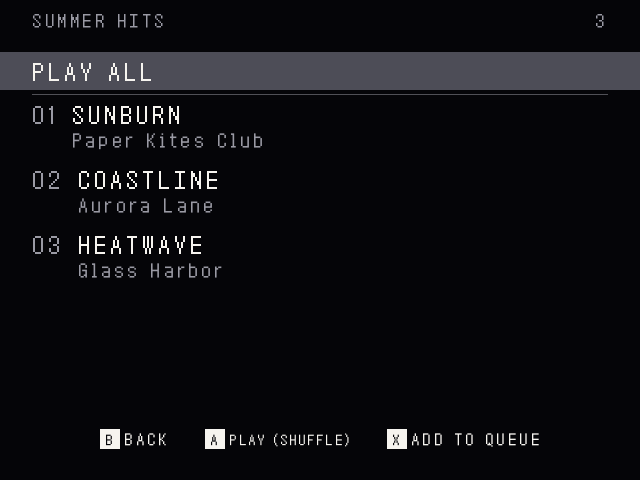 SUMMER HITS 3
PLAY ALL
01 SUNBURN
Paper Kites Club
02 COASTLINE
Aurora Lane
03 HEATWAVE
Glass Harbor
B BACK A PLAY (SHUFFLE) X ADD TO QUEUE